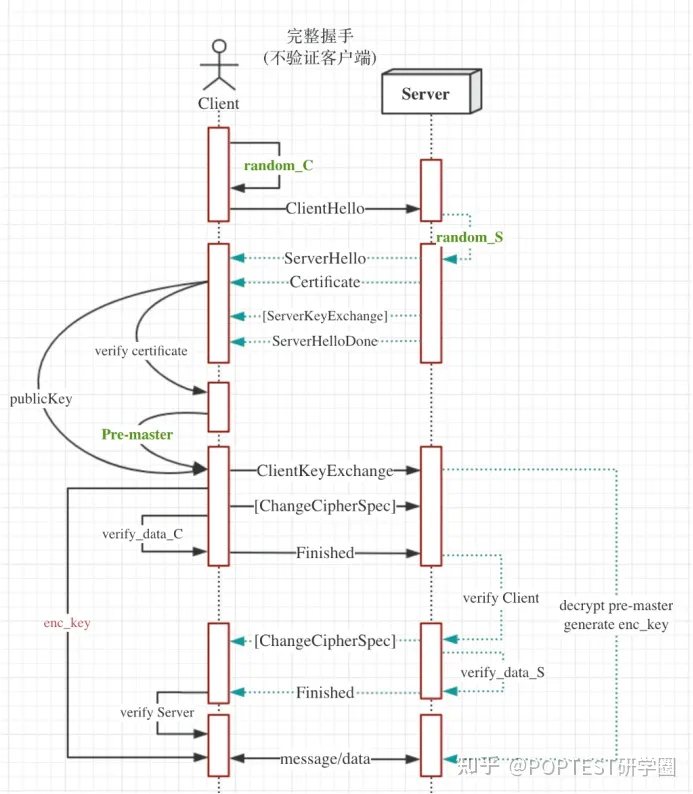 完整握手
(不验证客户端)
Client
Server
random_C
ClientHello
random_S
ServerHello
Certificate
[ServerKeyExchange]
ServerHelloDone
verify certificate
publicKey
Pre-master
ClientKeyExchange
[ChangeCipherSpec]
verify_data_C
Finished
verify Client
decrypt pre-master
generate enc_key
enc_key
[ChangeCipherSpec]
verify_data_S
Finished
verify Server
message/data
知乎 @POPTEST研学圈